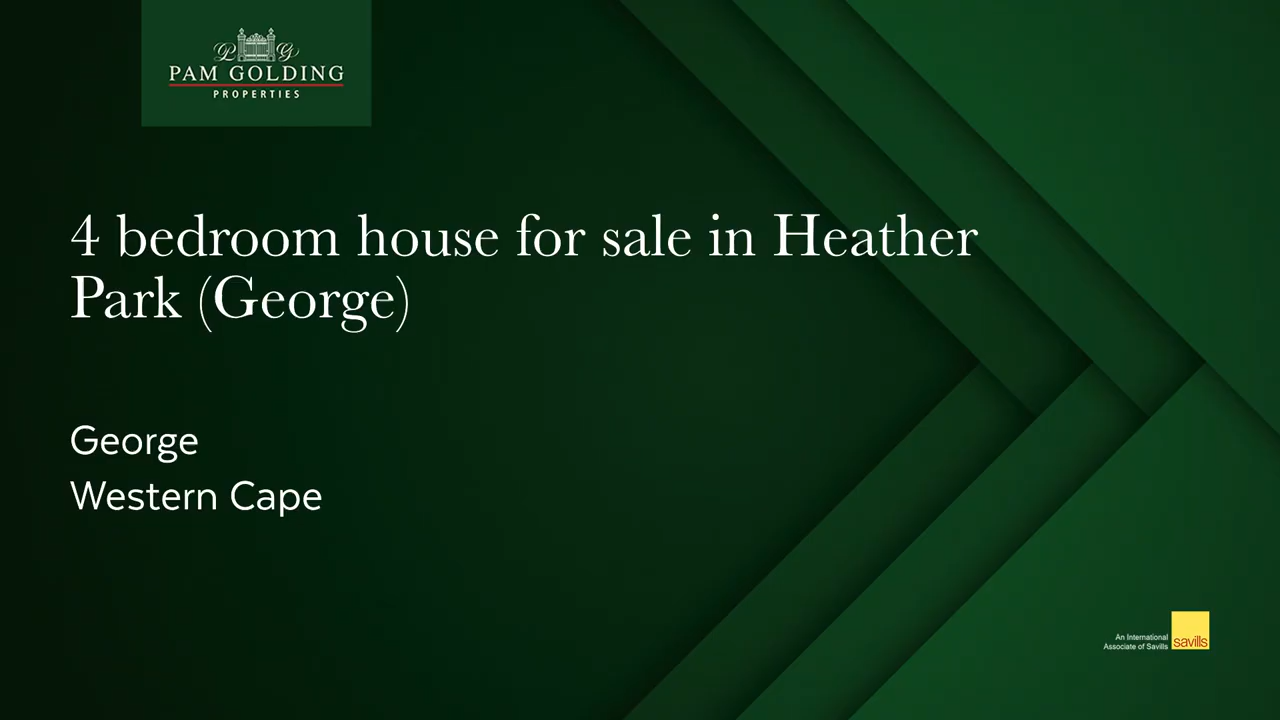 P G
PAM GOLDING
PROPERTIES
4 bedroom house for sale in Heather
Park (George)
George
Western Cape
An International
Associate of Savills
savills